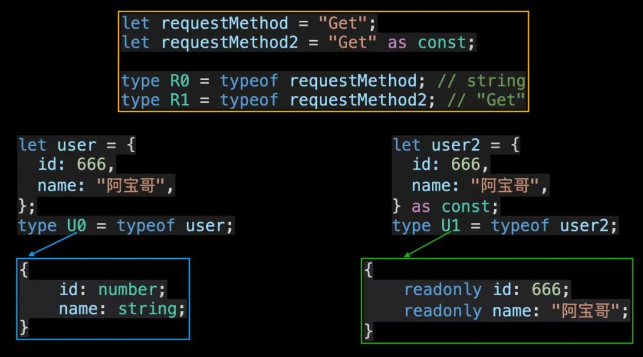 let requestMethod = "Get";
let requestMethod2 = "Get" as const;
type R0 = typeof requestMethod; // string
type R1 = typeof requestMethod2; // "Get"
let user = {
  id: 666,
  name: "阿宝哥",
};
type U0 = typeof user;
{
    id: number;
    name: string;
}
let user2 = {
  id: 666,
  name: "阿宝哥",
} as const;
type U1 = typeof user2;
{
    readonly id: 666;
    readonly name: "阿宝哥";
}